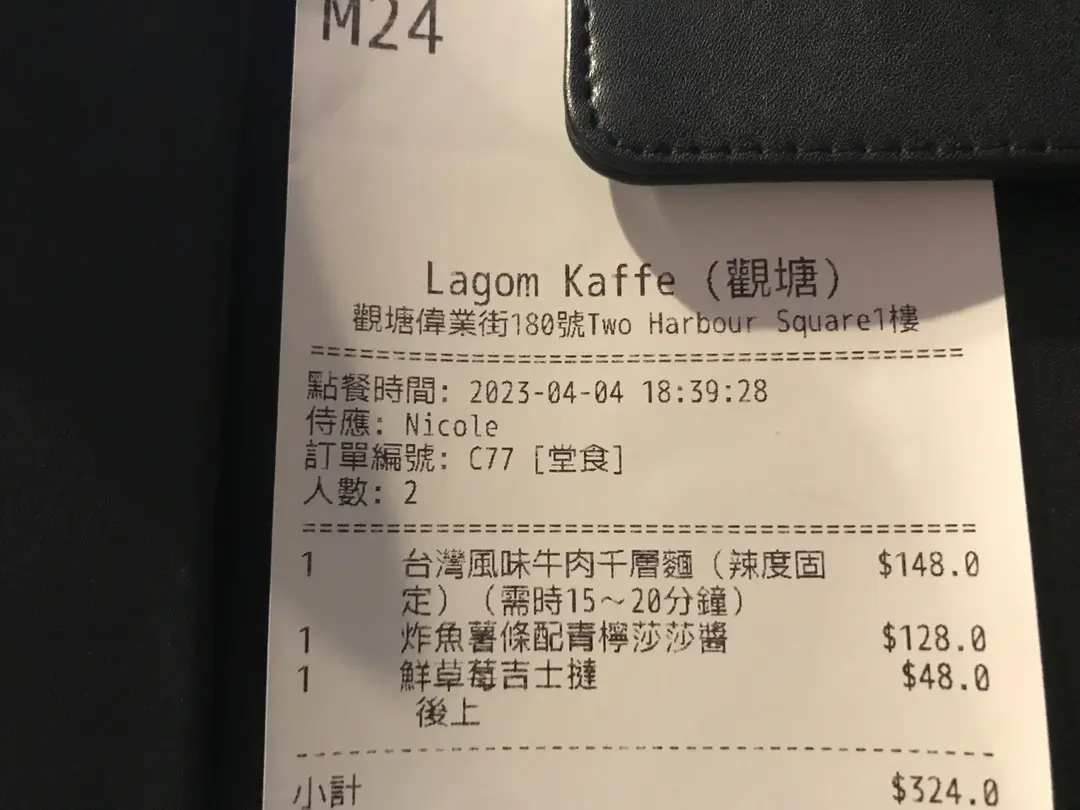 M24
Lagom Kaffe (觀塘)
觀塘偉業街180號Two Harbour Square1樓
========================================
點餐時間: 2023-04-04 18:39:28
侍應: Nicole
訂單編號: C77 [堂食]
人數: 2
========================================
1 台灣風味牛肉千層麵（辣度固 $148.0
定）（需時15～20分鐘）
1 炸魚薯條配青檸莎莎醬 $128.0
1 鮮草莓吉士撻 $48.0
後上
----------------------------------------
小計 $324.0